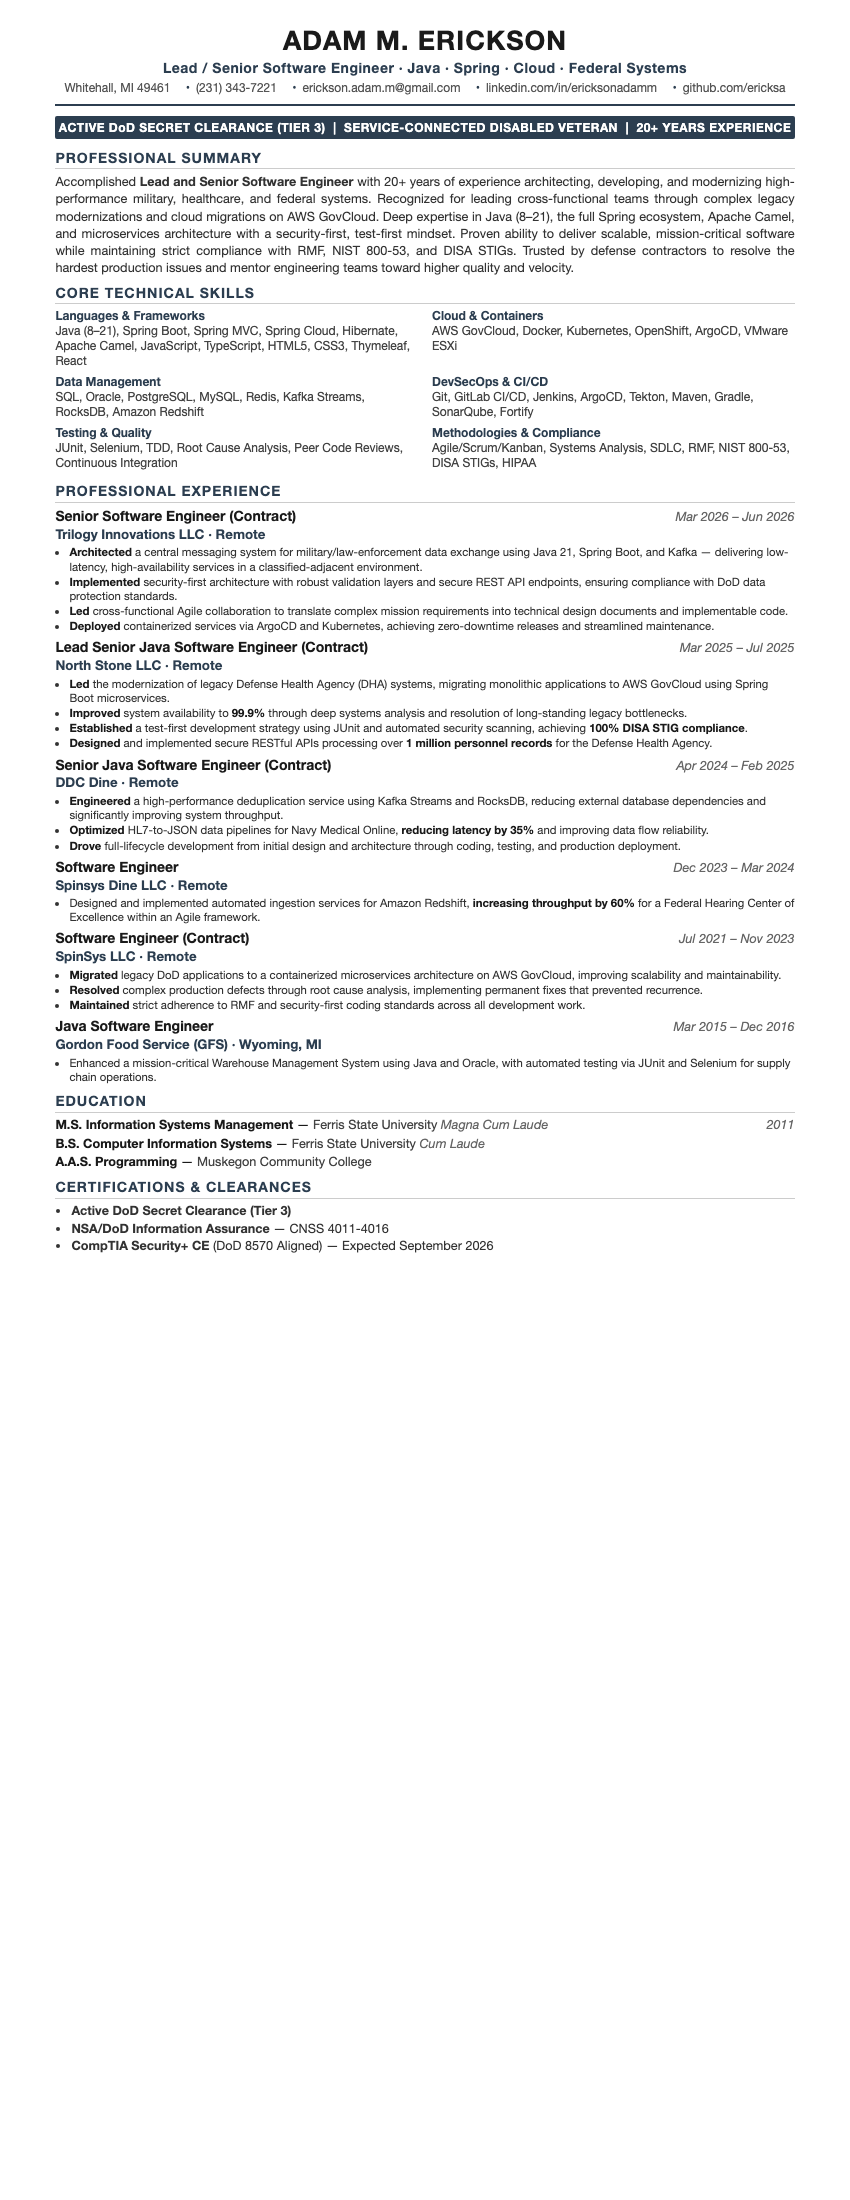 ADAM M. ERICKSON
Lead / Senior Software Engineer · Java · Spring · Cloud · Federal Systems
Whitehall, MI 49461 • (231) 343-7221 • erickson.adam.m@gmail.com • linkedin.com/in/ericksonadamm • github.com/ericksa
ACTIVE DoD SECRET CLEARANCE (TIER 3) | SERVICE-CONNECTED DISABLED VETERAN | 20+ YEARS EXPERIENCE
PROFESSIONAL SUMMARY
Accomplished Lead and Senior Software Engineer with 20+ years of experience architecting, developing, and modernizing high-
performance military, healthcare, and federal systems. Recognized for leading cross-functional teams through complex legacy
modernizations and cloud migrations on AWS GovCloud. Deep expertise in Java (8–21), the full Spring ecosystem, Apache Camel,
and microservices architecture with a security-first, test-first mindset. Proven ability to deliver scalable, mission-critical software
while maintaining strict compliance with RMF, NIST 800-53, and DISA STIGs. Trusted by defense contractors to resolve the
hardest production issues and mentor engineering teams toward higher quality and velocity.
CORE TECHNICAL SKILLS
Languages & Frameworks
Java (8–21), Spring Boot, Spring MVC, Spring Cloud, Hibernate,
Apache Camel, JavaScript, TypeScript, HTML5, CSS3, Thymeleaf,
React
Cloud & Containers
AWS GovCloud, Docker, Kubernetes, OpenShift, ArgoCD, VMware
ESXi
Data Management
SQL, Oracle, PostgreSQL, MySQL, Redis, Kafka Streams,
RocksDB, Amazon Redshift
DevSecOps & CI/CD
Git, GitLab CI/CD, Jenkins, ArgoCD, Tekton, Maven, Gradle,
SonarQube, Fortify
Testing & Quality
JUnit, Selenium, TDD, Root Cause Analysis, Peer Code Reviews,
Continuous Integration
Methodologies & Compliance
Agile/Scrum/Kanban, Systems Analysis, SDLC, RMF, NIST 800-53,
DISA STIGs, HIPAA
PROFESSIONAL EXPERIENCE
Senior Software Engineer (Contract) Mar 2026 – Jun 2026
Trilogy Innovations LLC · Remote
• Architected a central messaging system for military/law-enforcement data exchange using Java 21, Spring Boot, and Kafka — delivering low-
latency, high-availability services in a classified-adjacent environment.
• Implemented security-first architecture with robust validation layers and secure REST API endpoints, ensuring compliance with DoD data
protection standards.
• Led cross-functional Agile collaboration to translate complex mission requirements into technical design documents and implementable code.
• Deployed containerized services via ArgoCD and Kubernetes, achieving zero-downtime releases and streamlined maintenance.
Lead Senior Java Software Engineer (Contract) Mar 2025 – Jul 2025
North Stone LLC · Remote
• Led the modernization of legacy Defense Health Agency (DHA) systems, migrating monolithic applications to AWS GovCloud using Spring
Boot microservices.
• Improved system availability to 99.9% through deep systems analysis and resolution of long-standing legacy bottlenecks.
• Established a test-first development strategy using JUnit and automated security scanning, achieving 100% DISA STIG compliance.
• Designed and implemented secure RESTful APIs processing over 1 million personnel records for the Defense Health Agency.
Senior Java Software Engineer (Contract) Apr 2024 – Feb 2025
DDC Dine · Remote
• Engineered a high-performance deduplication service using Kafka Streams and RocksDB, reducing external database dependencies and
significantly improving system throughput.
• Optimized HL7-to-JSON data pipelines for Navy Medical Online, reducing latency by 35% and improving data flow reliability.
• Drove full-lifecycle development from initial design and architecture through coding, testing, and production deployment.
Software Engineer Dec 2023 – Mar 2024
Spinsys Dine LLC · Remote
• Designed and implemented automated ingestion services for Amazon Redshift, increasing throughput by 60% for a Federal Hearing Center of
Excellence within an Agile framework.
Software Engineer (Contract) Jul 2021 – Nov 2023
SpinSys LLC · Remote
• Migrated legacy DoD applications to a containerized microservices architecture on AWS GovCloud, improving scalability and maintainability.
• Resolved complex production defects through root cause analysis, implementing permanent fixes that prevented recurrence.
• Maintained strict adherence to RMF and security-first coding standards across all development work.
Java Software Engineer Mar 2015 – Dec 2016
Gordon Food Service (GFS) · Wyoming, MI
• Enhanced a mission-critical Warehouse Management System using Java and Oracle, with automated testing via JUnit and Selenium for supply
chain operations.
EDUCATION
M.S. Information Systems Management — Ferris State University Magna Cum Laude 2011
B.S. Computer Information Systems — Ferris State University Cum Laude
A.A.S. Programming — Muskegon Community College
CERTIFICATIONS & CLEARANCES
• Active DoD Secret Clearance (Tier 3)
• NSA/DoD Information Assurance — CNSS 4011-4016
• CompTIA Security+ CE (DoD 8570 Aligned) — Expected September 2026